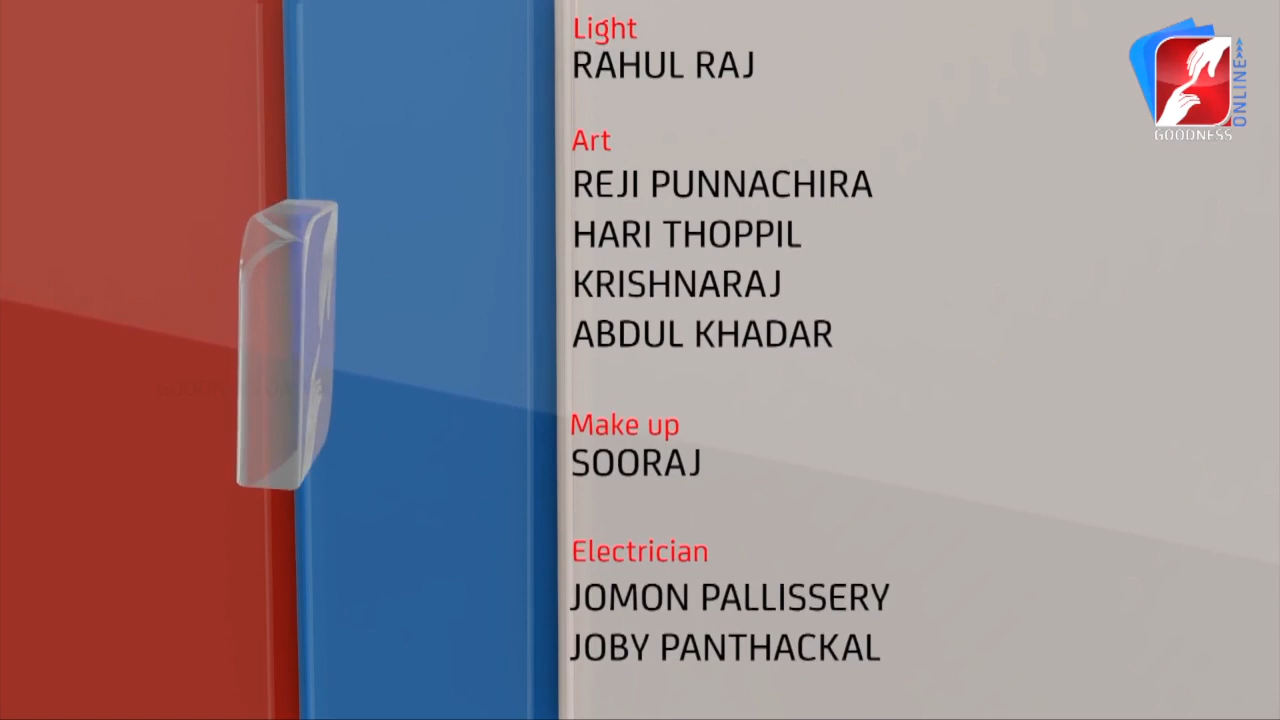 Light
RAHUL RAJ
Art
REJI PUNNACHIRA
HARI THOPPIL
KRISHNARAJ
ABDUL KHADAR
Make up
SOORAJ
Electrician
JOMON PALLISSERY
JOBY PANTHACKAL
GOODNESS
ONLINE